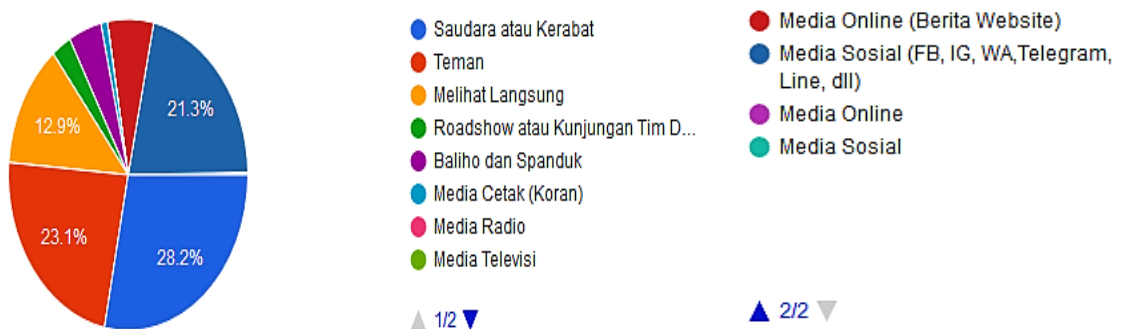 21.3%
12.9%
23.1%
28.2%
Saudara atau Kerabat
Teman
Melihat Langsung
Roadshow atau Kunjungan Tim D...
Baliho dan Spanduk
Media Cetak (Koran)
Media Radio
Media Televisi
1/2
Media Online (Berita Website)
Media Sosial (FB, IG, WA,Telegram,
Line, dll)
Media Online
Media Sosial
2/2